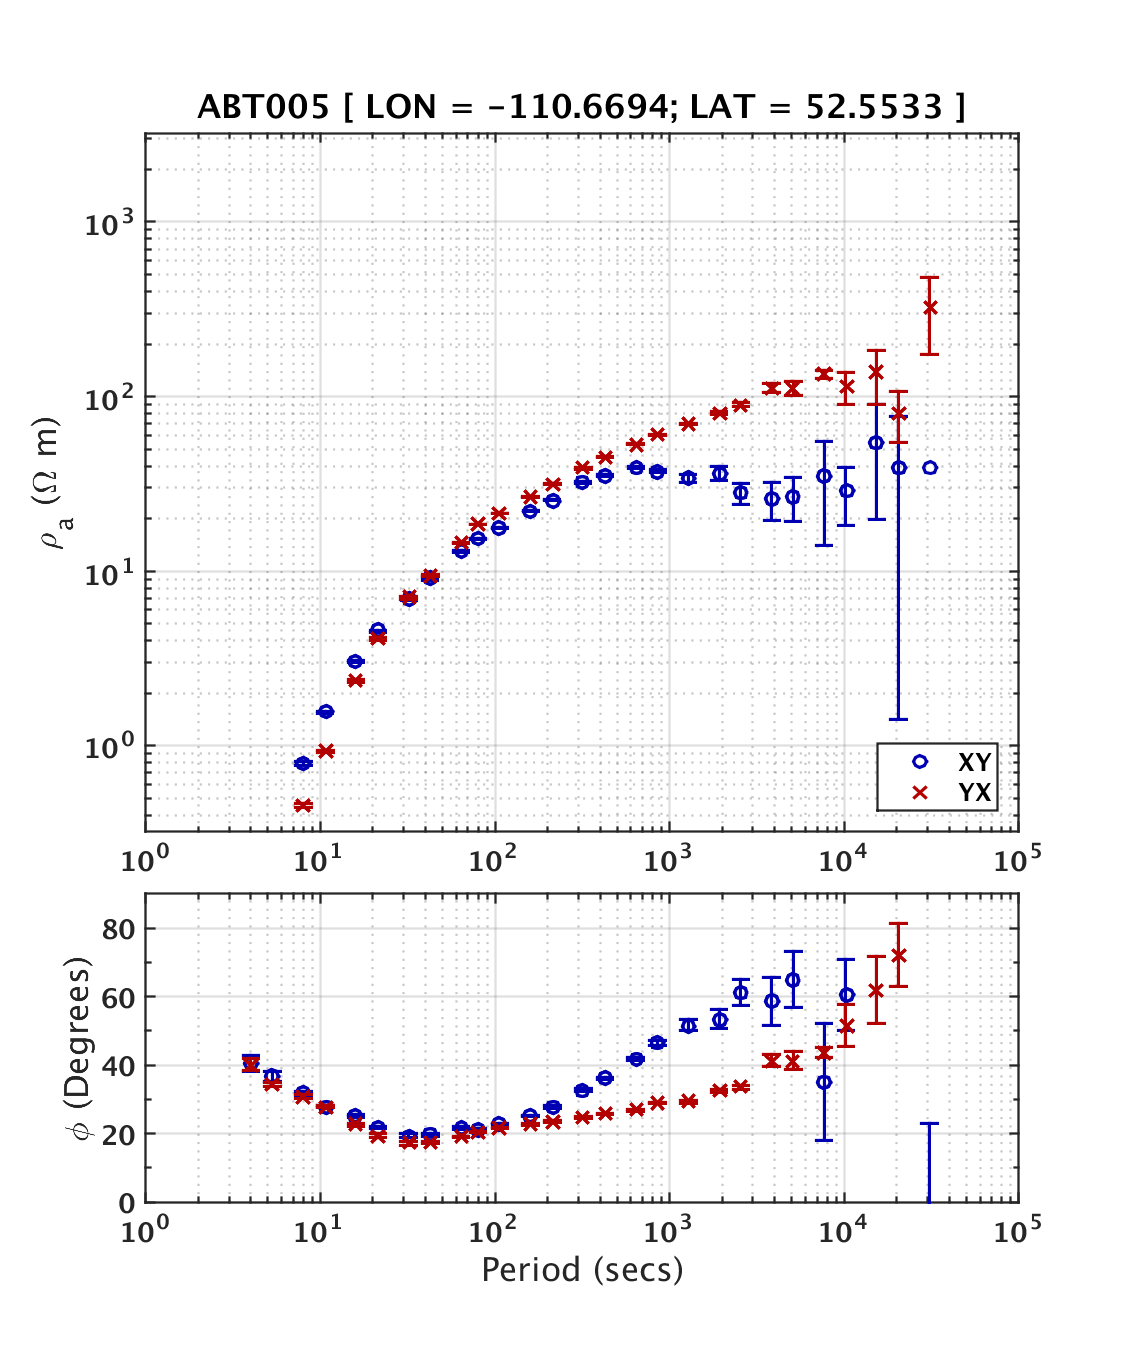 ABT005 [ LON = -110.6694; LAT = 52.5533 ]
10³
10²
10¹
10⁰
ρa (Ω m)
XY
YX
10⁰ 10¹ 10² 10³ 10⁴ 10⁵
80
60
40
20
0
ϕ (Degrees)
10⁰ 10¹ 10² 10³ 10⁴ 10⁵
Period (secs)